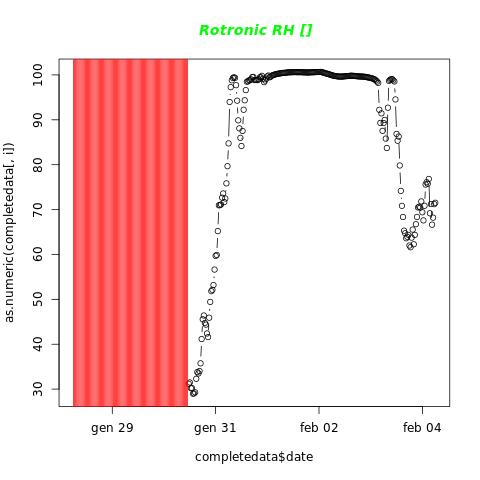 Rotronic RH []
as.numeric(completedata[, i])
100
90
80
70
60
50
40
30
gen 29
gen 31
feb 02
feb 04
completedata$date